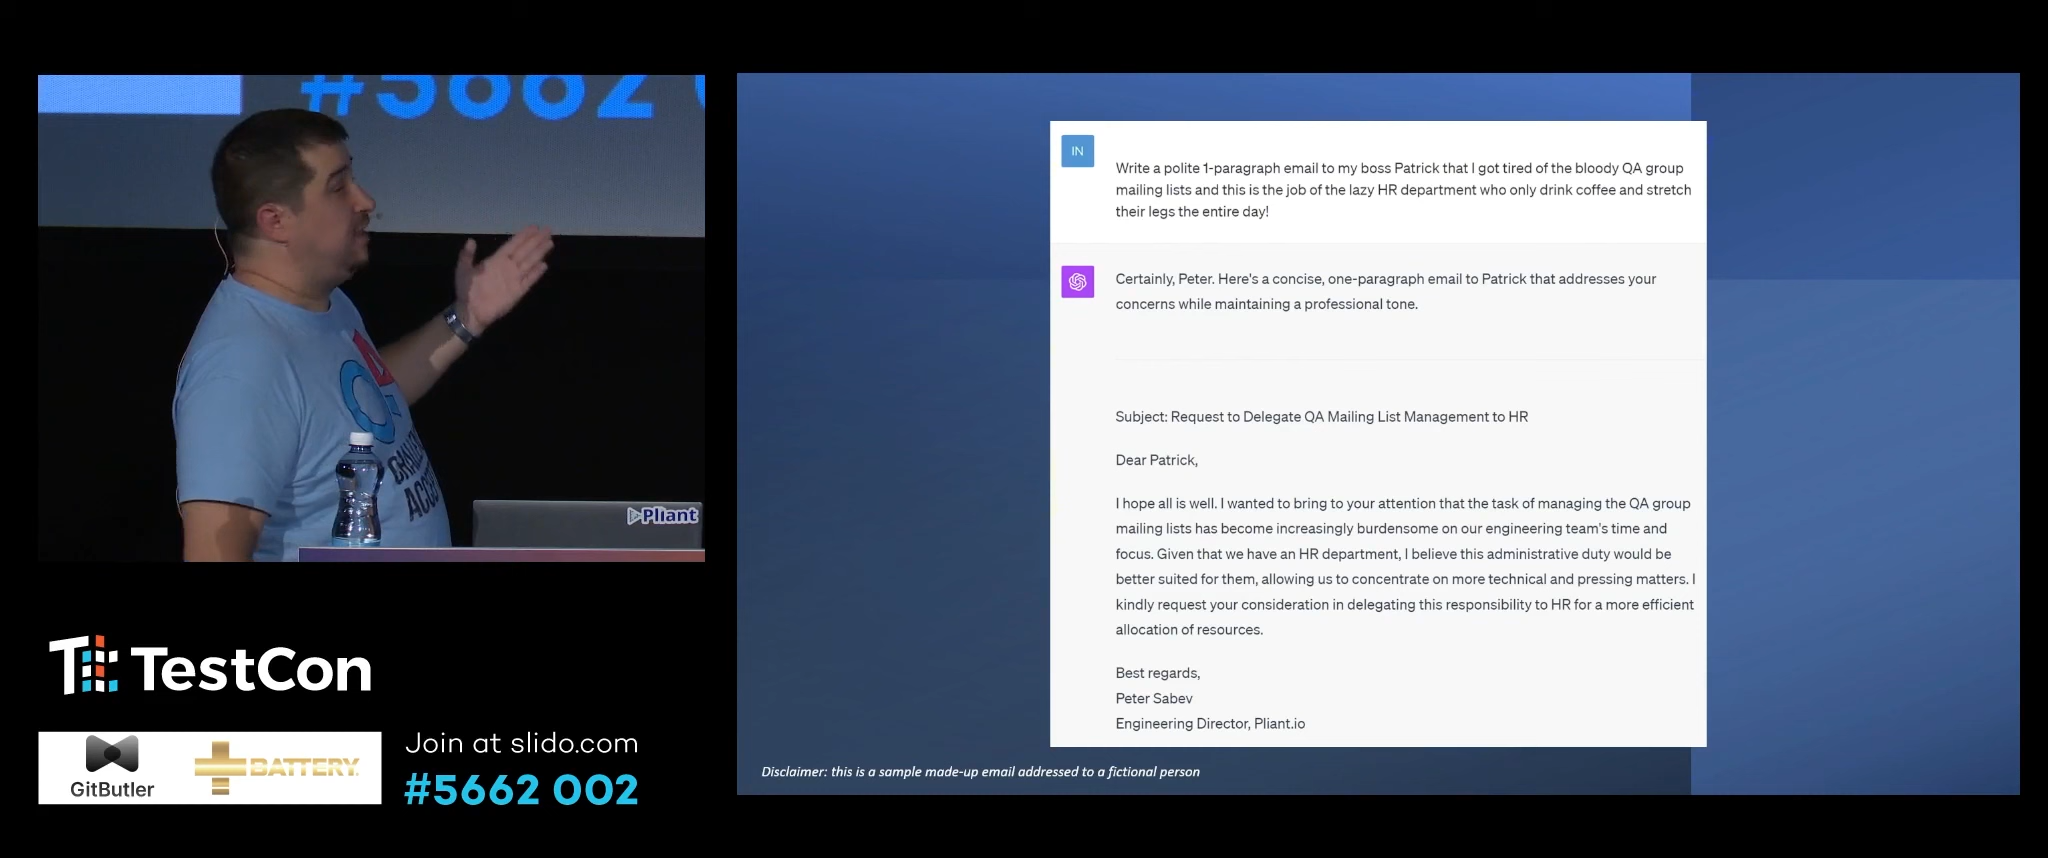 #5662 0
Pliant
TestCon
GitButler
BATTERY
Join at slido.com
#5662 002
IN
Write a polite 1-paragraph email to my boss Patrick that I got tired of the bloody QA group
mailing lists and this is the job of the lazy HR department who only drink coffee and stretch
their legs the entire day!
Certainly, Peter. Here's a concise, one-paragraph email to Patrick that addresses your
concerns while maintaining a professional tone.
Subject: Request to Delegate QA Mailing List Management to HR
Dear Patrick,
I hope all is well. I wanted to bring to your attention that the task of managing the QA group
mailing lists has become increasingly burdensome on our engineering team's time and
focus. Given that we have an HR department, I believe this administrative duty would be
better suited for them, allowing us to concentrate on more technical and pressing matters. I
kindly request your consideration in delegating this responsibility to HR for a more efficient
allocation of resources.
Best regards,
Peter Sabev
Engineering Director, Pliant.io
Disclaimer: this is a sample made-up email addressed to a fictional person